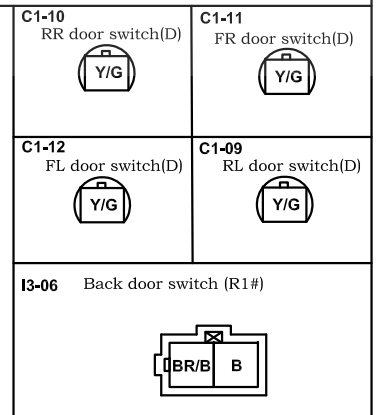 C1-10
RR door switch(D)
Y/G
C1-11
FR door switch(D)
Y/G
C1-12
FL door switch(D)
Y/G
C1-09
RL door switch(D)
Y/G
I3-06 Back door switch (R1#)
BR/B B